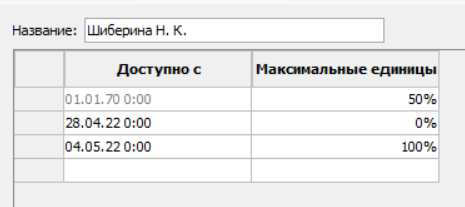 Название: Шиберина Н. К.
Доступно с Максимальные единицы
01.01.70 0:00 50%
28.04.22 0:00 0%
04.05.22 0:00 100%